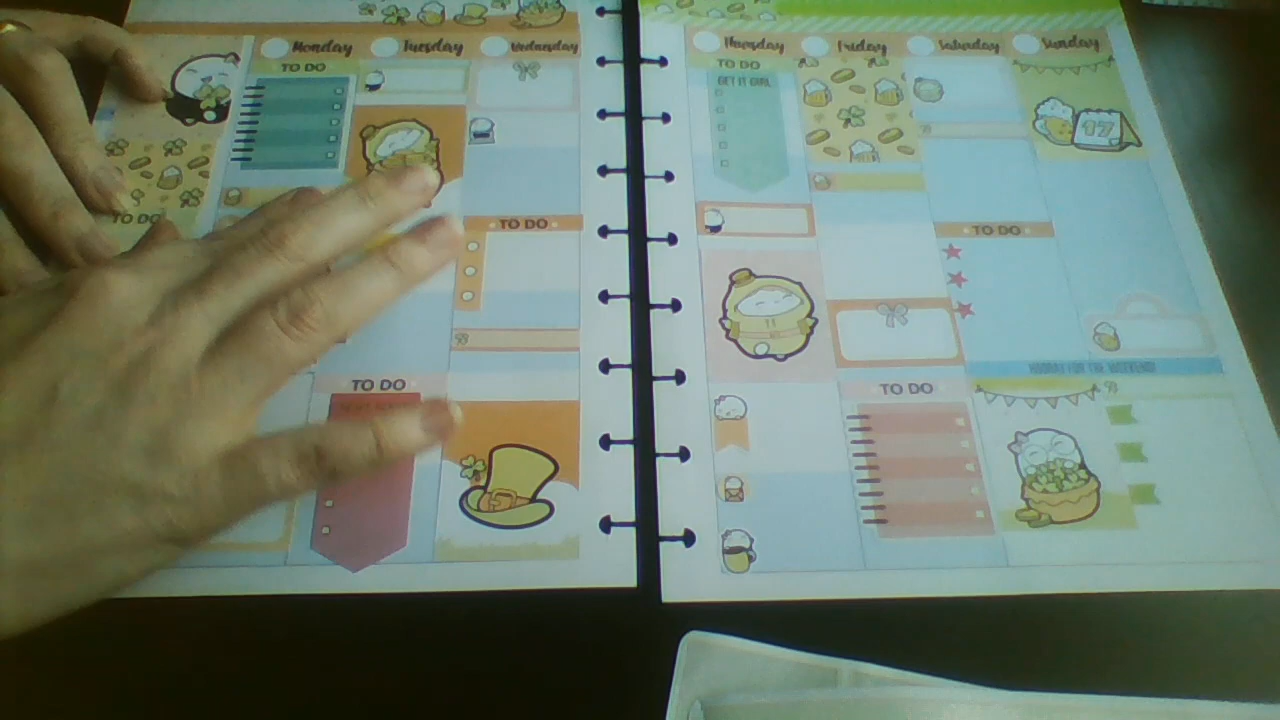 Monday
Tuesday
Wednesday
Thursday
Friday
Saturday
Sunday
TO DO
TO DO
GET IT GIRL
17
TO DO
TO DO
TO DO
HOORAY FOR THE WEEKEND!
TO DO
TO DO